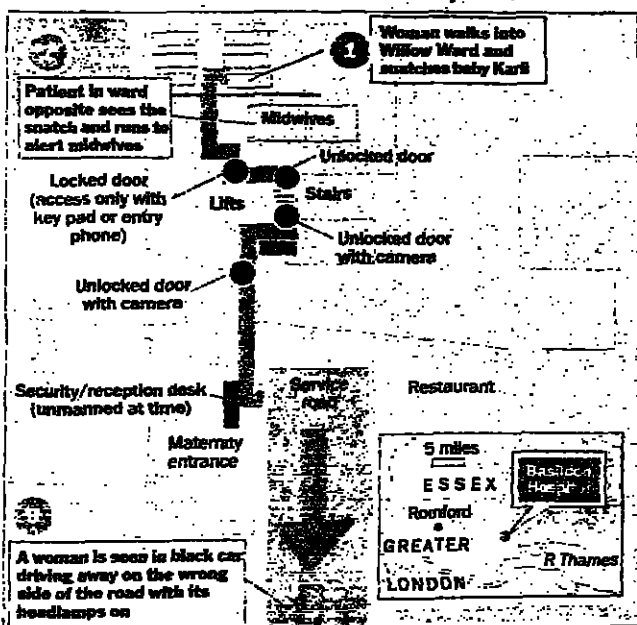 1
Woman walks into
Willow Ward and
snatches baby Karli
Patient in ward
opposite sees the
snatch and runs to
alert midwives
Midwives
Unlocked door
Locked door
(access only with
key pad or entry
phone)
Lifts
Stairs
Unlocked door
with camera
Unlocked door
with camera
Security/reception desk
(unmanned at time)
Maternity
entrance
Service
road
Restaurant
5 miles
ESSEX
Basildon
Hospital
Romford
GREATER
LONDON
R Thames
A woman is seen in black car
driving away on the wrong
side of the road with its
headlamps on